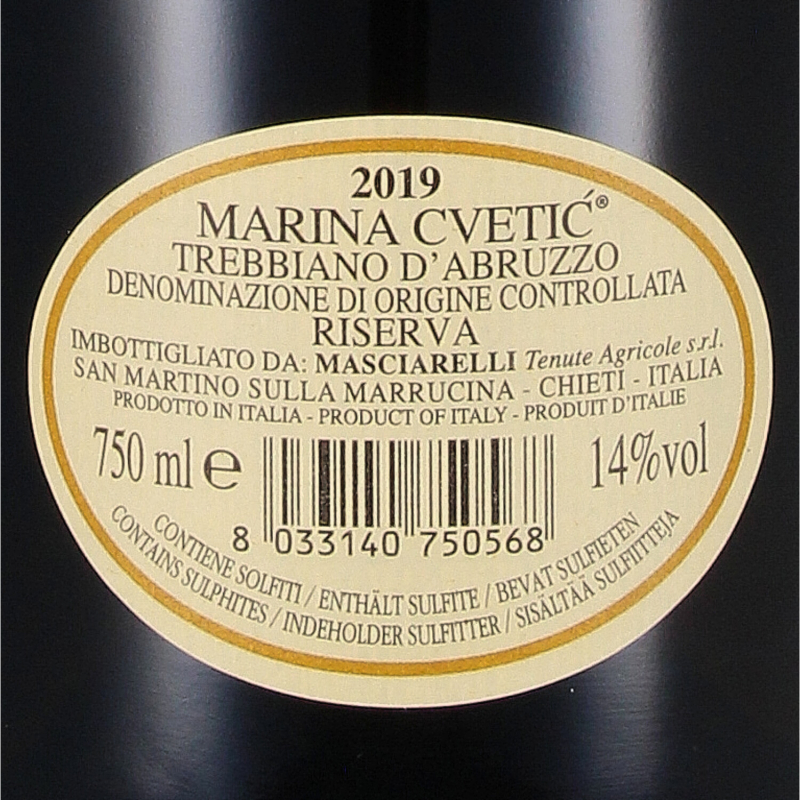 2019
MARINA CVETIĆ®
TREBBIANO D'ABRUZZO
DENOMINAZIONE DI ORIGINE CONTROLLATA
RISERVA
IMBOTTIGLIATO DA: MASCIARELLI Tenute Agricole s.r.l.
SAN MARTINO SULLA MARRUCINA - CHIETI - ITALIA
PRODOTTO IN ITALIA - PRODUCT OF ITALY - PRODUIT D'ITALIE
750 ml e 14%vol
8 033140 750568
CONTIENE SOLFITI / ENTHÄLT SULFITE / BEVAT SULFIETEN
CONTAINS SULPHITES / INDEHOLDER SULFITTER / SISÄLTÄÄ SULFIITTEJA